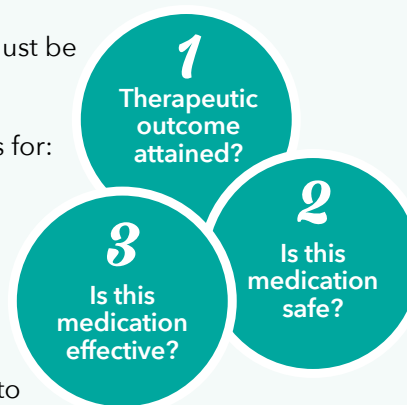 ust be
s for:
to
1
Therapeutic
outcome
attained?
2
Is this
medication
safe?
3
Is this
medication
effective?